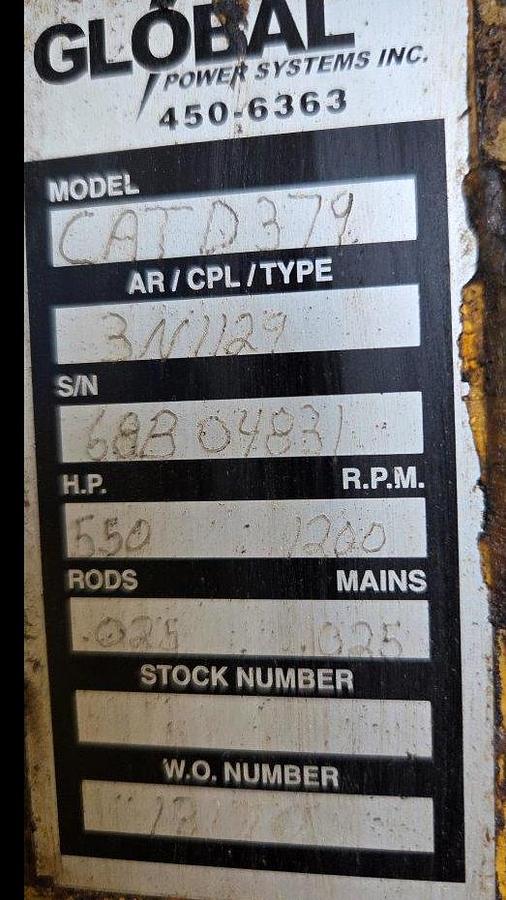 GLOBAL
POWER SYSTEMS INC.
450-6363
MODEL
CAT D379
AR / CPL / TYPE
3N1129
S/N
68B04831
H.P. R.P.M.
550 1200
RODS MAINS
.025 .025
STOCK NUMBER
W.O. NUMBER